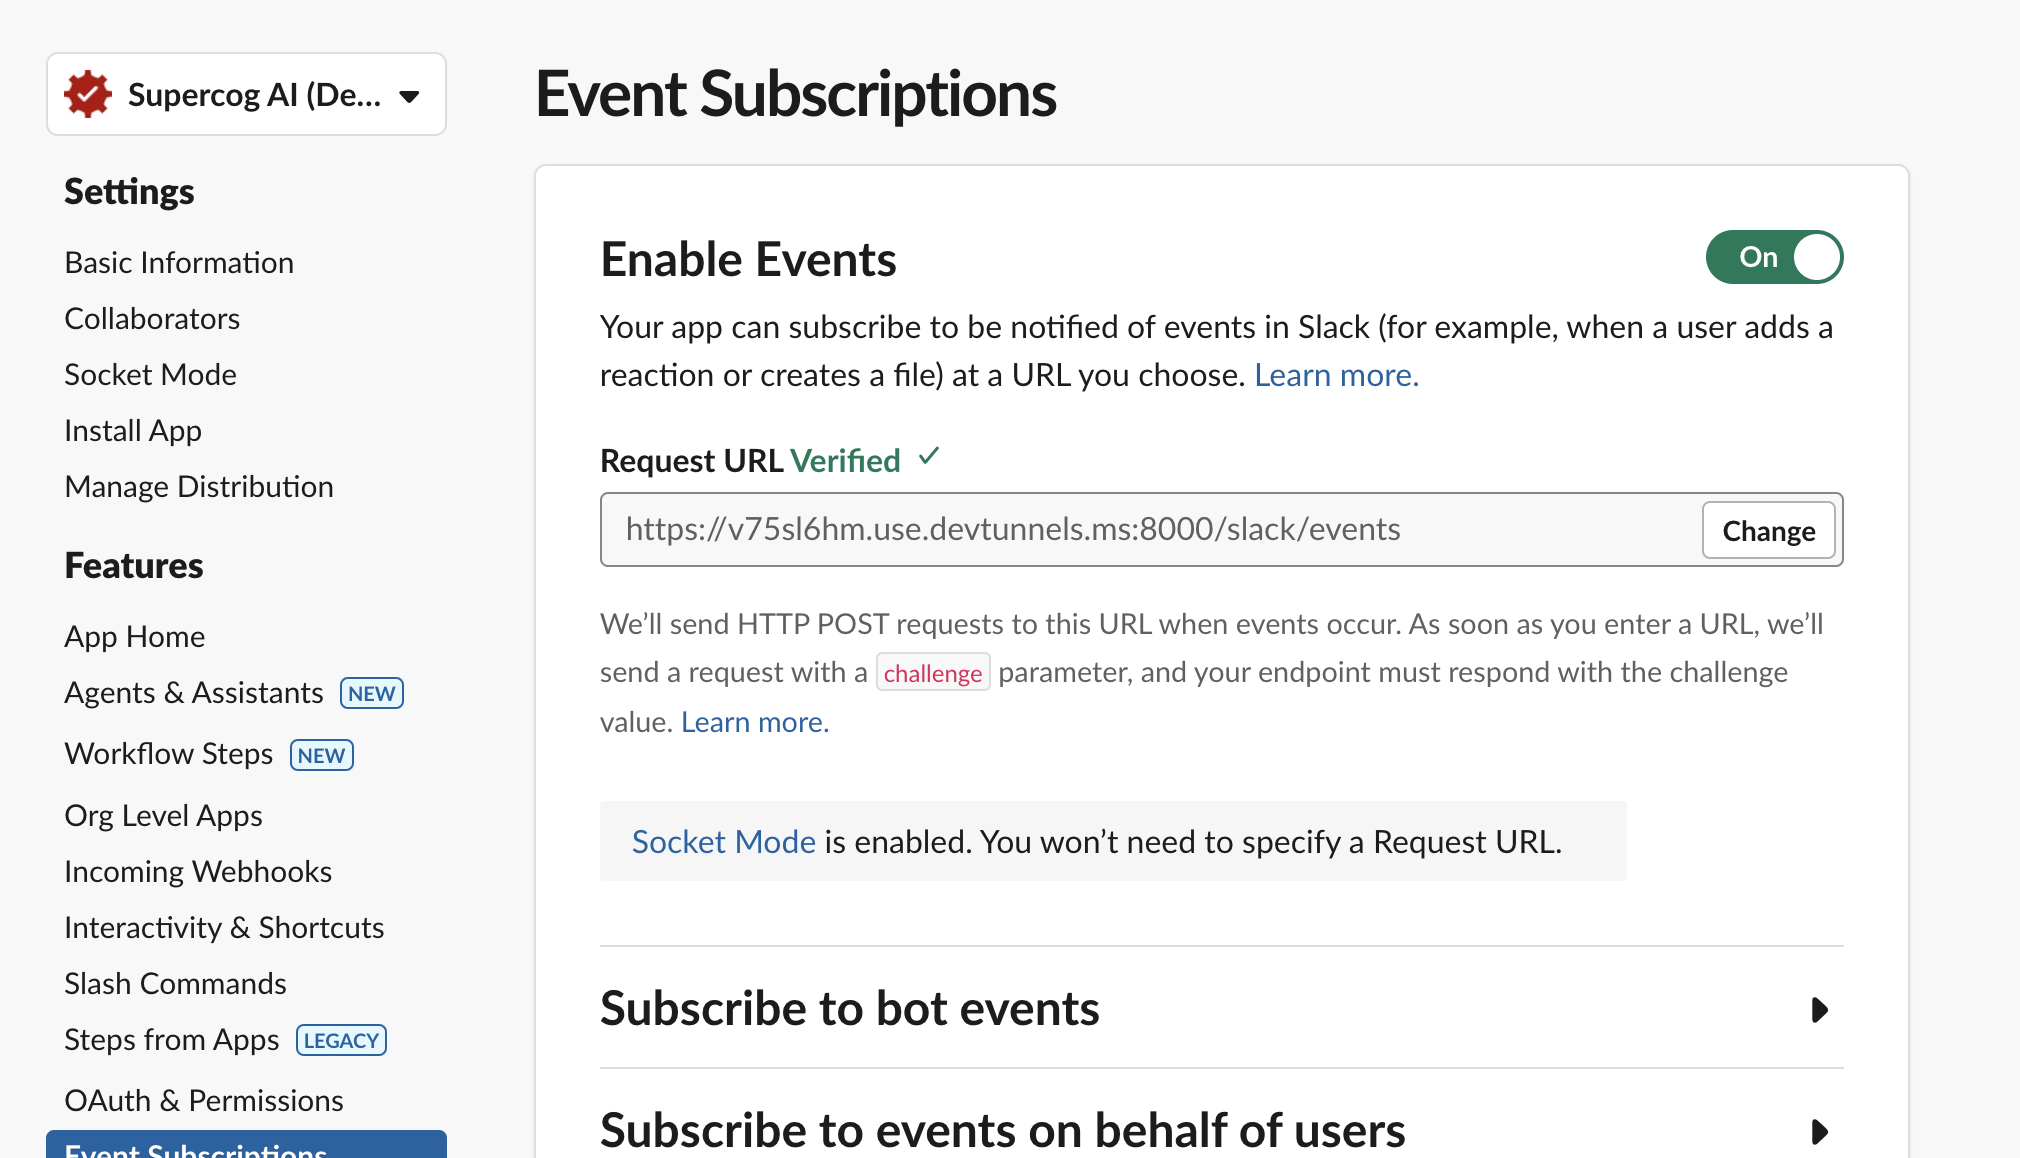 Supercog AI (De...
Settings
Basic Information
Collaborators
Socket Mode
Install App
Manage Distribution
Features
App Home
Agents & Assistants NEW
Workflow Steps NEW
Org Level Apps
Incoming Webhooks
Interactivity & Shortcuts
Slash Commands
Steps from Apps LEGACY
OAuth & Permissions
Event Subscriptions
Event Subscriptions
Enable Events
On
Your app can subscribe to be notified of events in Slack (for example, when a user adds a
reaction or creates a file) at a URL you choose. Learn more.
Request URL Verified ✓
https://v75sl6hm.use.devtunnels.ms:8000/slack/events
Change
We’ll send HTTP POST requests to this URL when events occur. As soon as you enter a URL, we’ll
send a request with a challenge parameter, and your endpoint must respond with the challenge
value. Learn more.
Socket Mode is enabled. You won’t need to specify a Request URL.
Subscribe to bot events
Subscribe to events on behalf of users